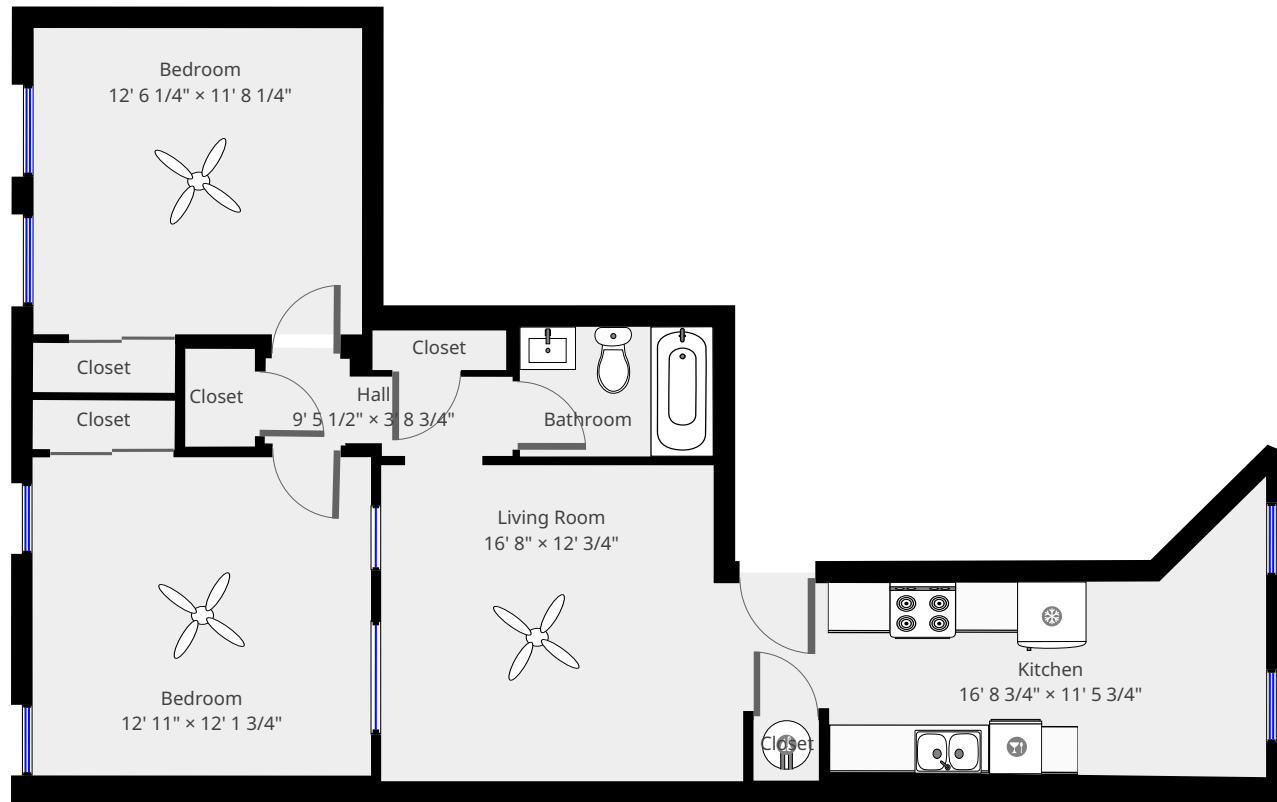 Bedroom
12' 6 1/4" × 11' 8 1/4"
Closet
Closet
Closet
Closet
Hall
9' 5 1/2" × 3' 8 3/4"
Bathroom
Living Room
16' 8" × 12' 3/4"
Bedroom
12' 11" × 12' 1 3/4"
Kitchen
16' 8 3/4" × 11' 5 3/4"
Closet